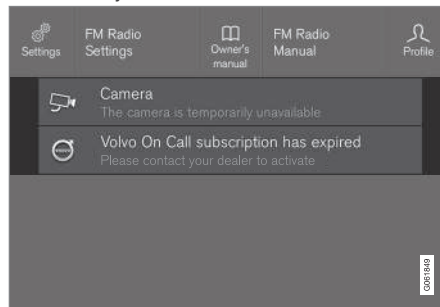 Settings
FM Radio
Settings
Owner's
manual
FM Radio
Manual
Profile
Camera
The camera is temporarily unavailable
Volvo On Call subscription has expired
Please contact your dealer to activate
G061849